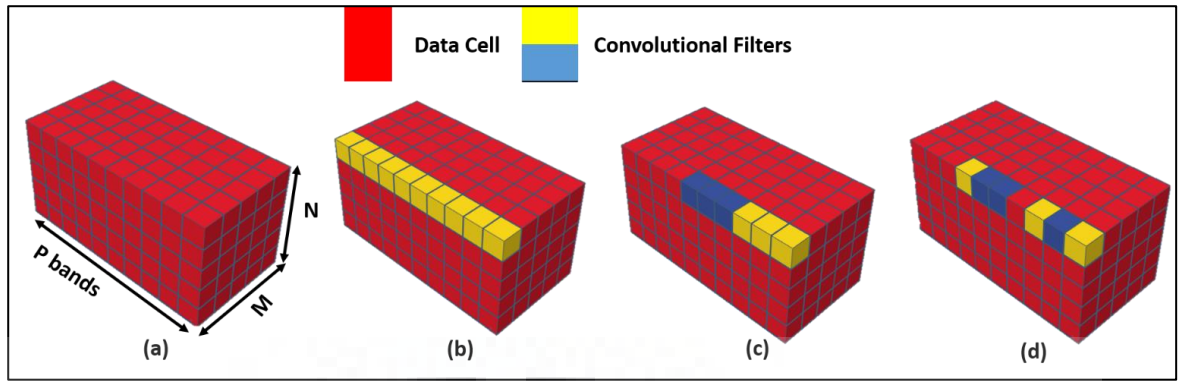 Data Cell
Convolutional Filters
N
P bands
M
(a)
(b)
(c)
(d)